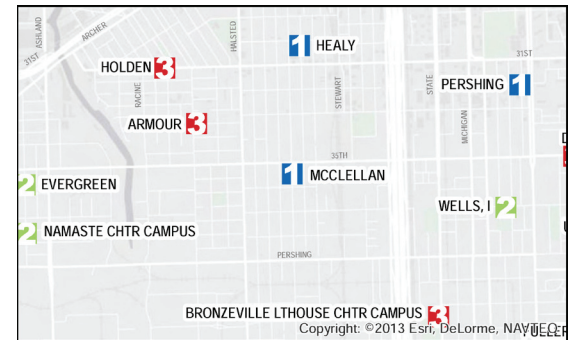 ASHLAND
ARCHER
HALSTED
1 HEALY
31ST
31ST
HOLDEN 3
PERSHING 1
RACINE
STEWART
STATE
ARMOUR 3
MICHIGAN
35TH
2 EVERGREEN
1 MCCLELLAN
WELLS, I 2
2 NAMASTE CHTR CAMPUS
PERSHING
BRONZEVILLE LTHOUSE CHTR CAMPUS 3
Copyright: ©2013 Esri, DeLorme, NAVTEQ